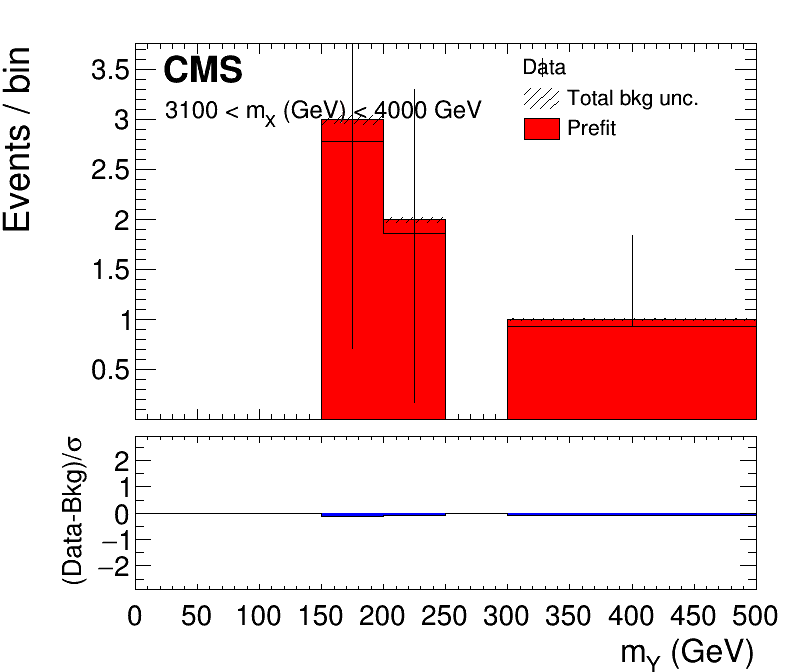 Events / bin
CMS
3100 < m_X (GeV) < 4000 GeV
Data
Total bkg unc.
Prefit
3.5
3
2.5
2
1.5
1
0.5
(Data-Bkg)/σ
2
1
0
−1
−2
0 50 100 150 200 250 300 350 400 450 500
m_Y (GeV)